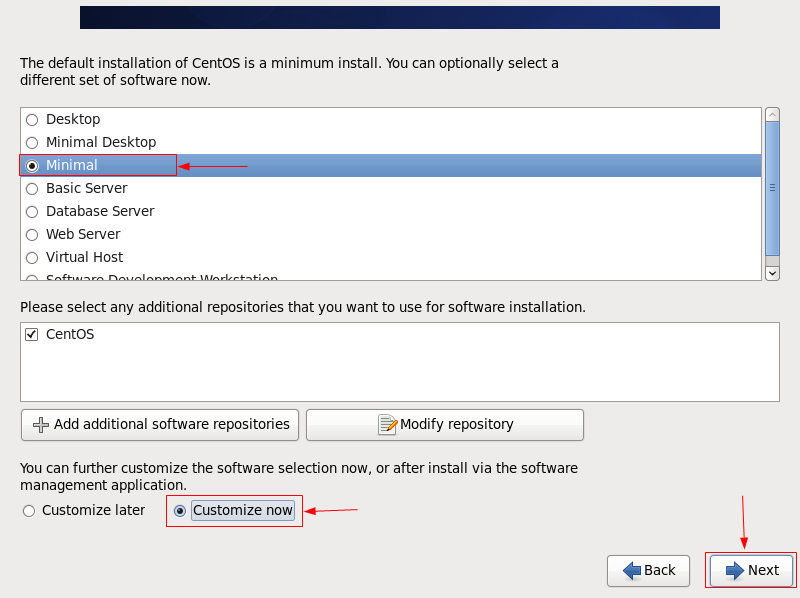 The default installation of CentOS is a minimum install. You can optionally select a
different set of software now.
Desktop
Minimal Desktop
Minimal
Basic Server
Database Server
Web Server
Virtual Host
Software Development Workstation
Please select any additional repositories that you want to use for software installation.
CentOS
Add additional software repositories
Modify repository
You can further customize the software selection now, or after install via the software
management application.
Customize later
Customize now
Back
Next